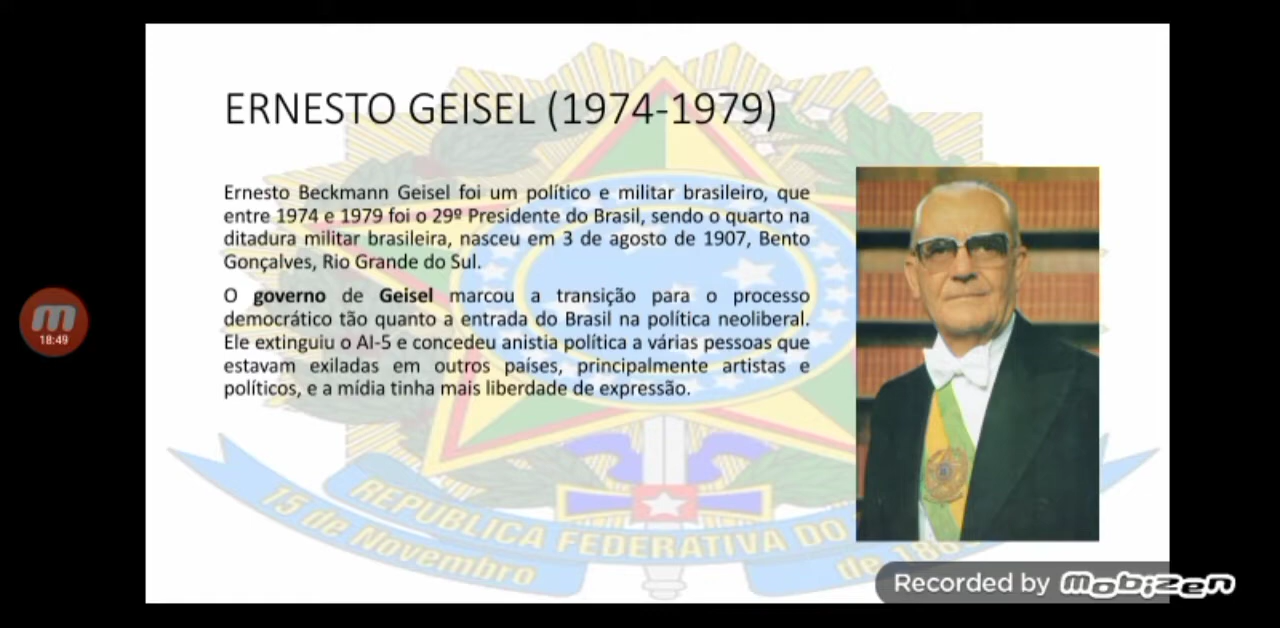 ERNESTO GEISEL (1974-1979)
Ernesto Beckmann Geisel foi um político e militar brasileiro, que
entre 1974 e 1979 foi o 29º Presidente do Brasil, sendo o quarto na
ditadura militar brasileira, nasceu em 3 de agosto de 1907, Bento
Gonçalves, Rio Grande do Sul.
O governo de Geisel marcou a transição para o processo
democrático tão quanto a entrada do Brasil na política neoliberal.
Ele extinguiu o AI-5 e concedeu anistia política a várias pessoas que
estavam exiladas em outros países, principalmente artistas e
políticos, e a mídia tinha mais liberdade de expressão.
18:49
REPUBLICA FEDERATIVA DO
15 de Novembro
de 188
Recorded by mobizen